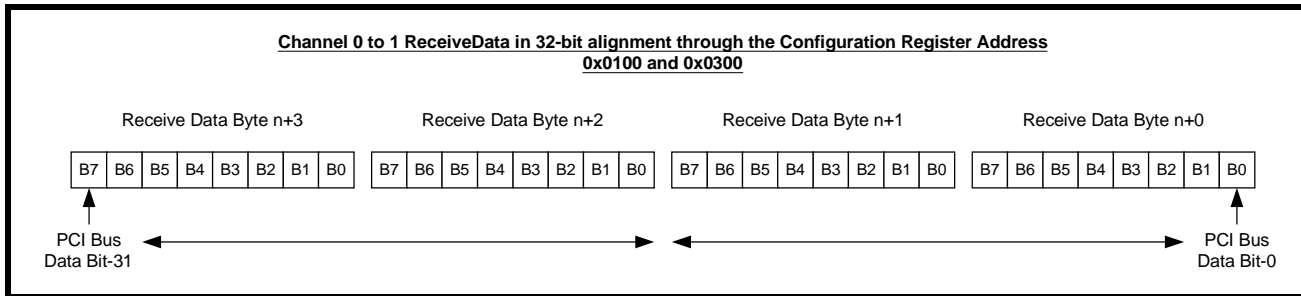 Channel 0 to 1 ReceiveData in 32-bit alignment through the Configuration Register Address
0x0100 and 0x0300
Receive Data Byte n+3 Receive Data Byte n+2 Receive Data Byte n+1 Receive Data Byte n+0
B7 B6 B5 B4 B3 B2 B1 B0 B7 B6 B5 B4 B3 B2 B1 B0 B7 B6 B5 B4 B3 B2 B1 B0 B7 B6 B5 B4 B3 B2 B1 B0
PCI Bus PCI Bus
Data Bit-31 Data Bit-0